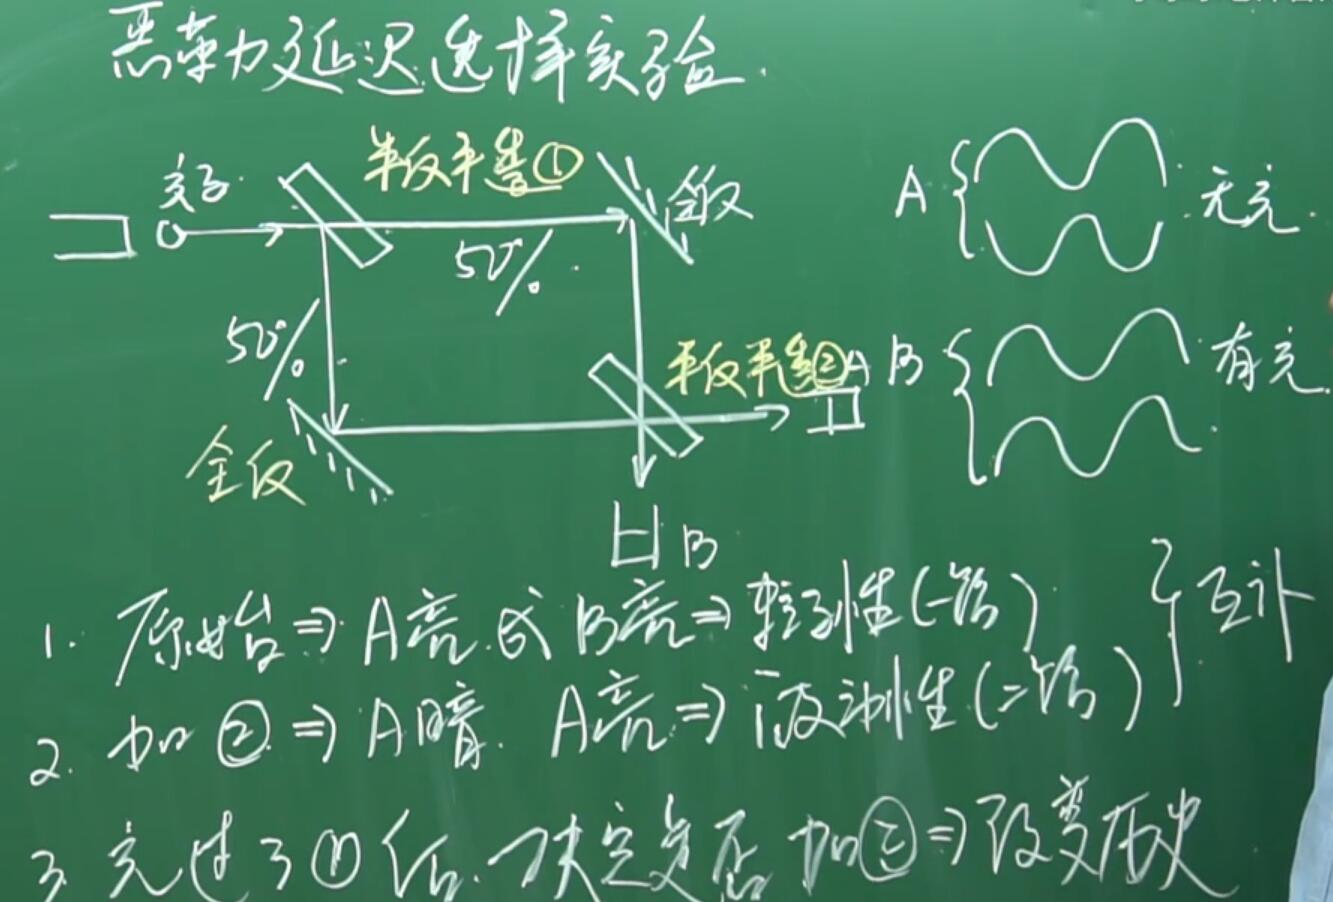 惠勒延迟选择实验.
光子
半反半透①
全反
50%
50%.
全反
半反半透②
A
B
A 无光.
B 有光.
1. 原始 ⇒ A亮 或 B亮 ⇒ 粒子性(一路)
2. 加② ⇒ A暗. A亮 ⇒ 波动性(二路)
互补
3. 光过了①后. 决定是否加② ⇒ 改变历史